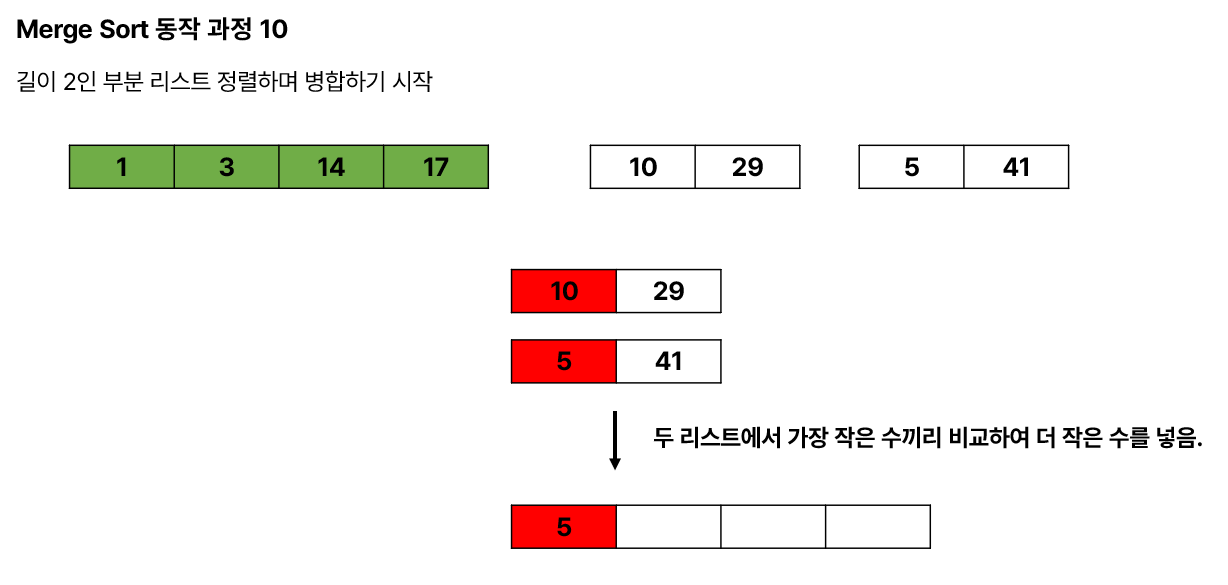 Merge Sort 동작 과정 10
길이 2인 부분 리스트 정렬하며 병합하기 시작
1 3 14 17 10 29 5 41
10 29
5 41
두 리스트에서 가장 작은 수끼리 비교하여 더 작은 수를 넣음.
5